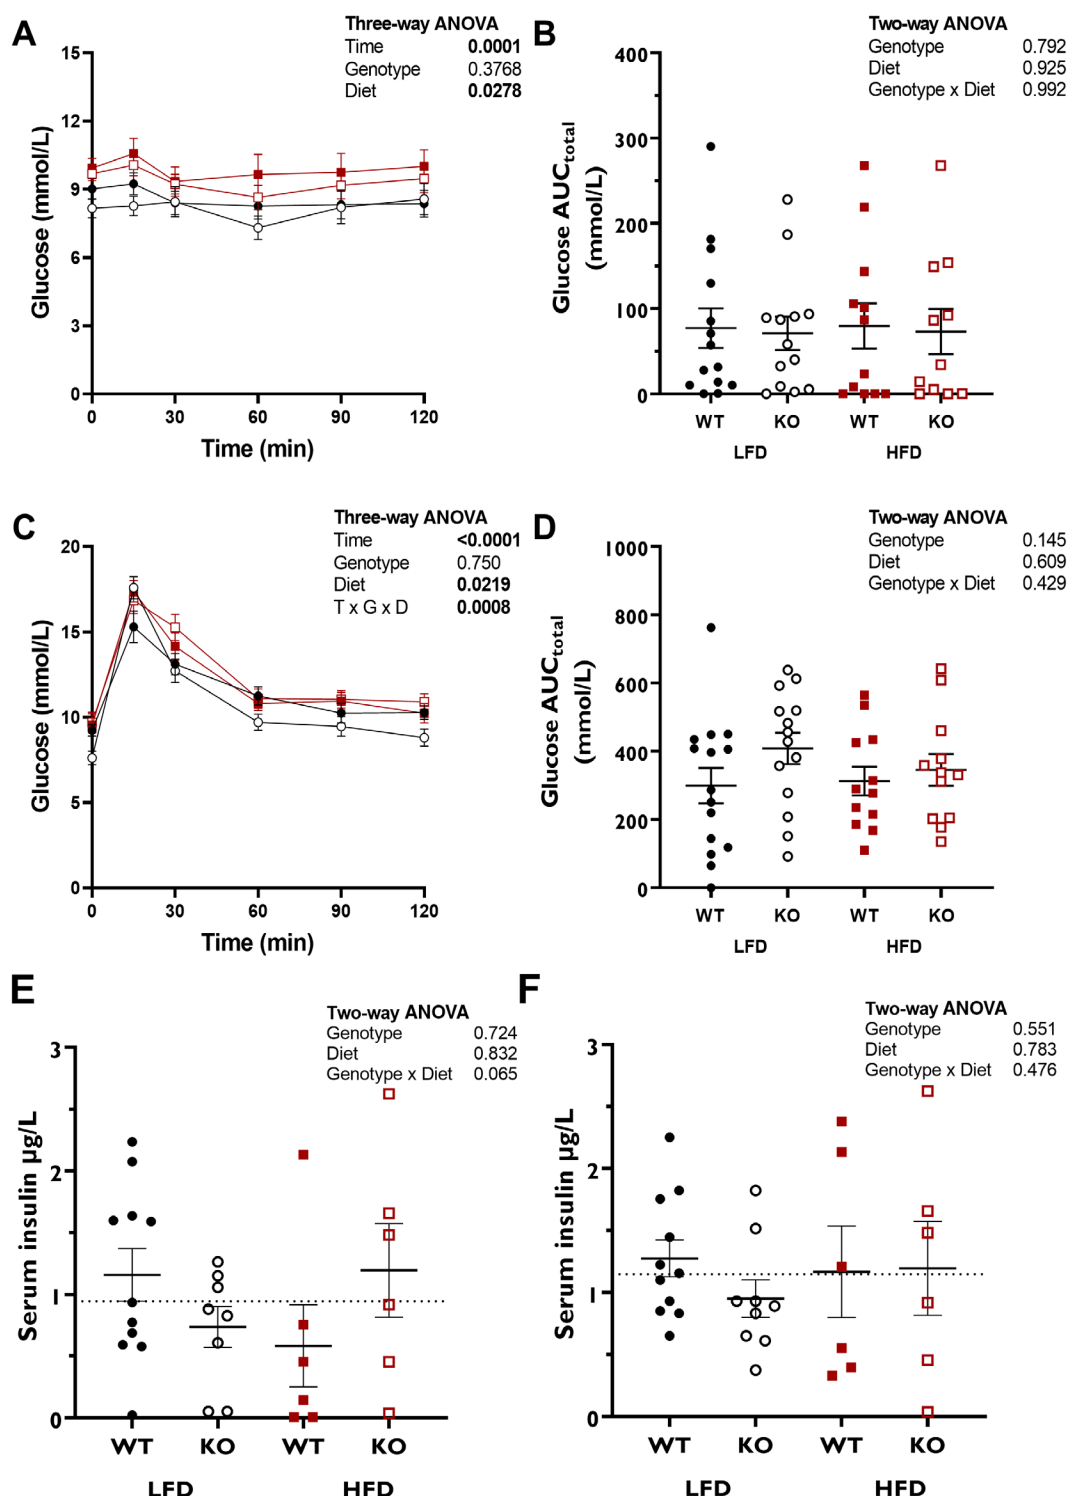 A
Three-way ANOVA
Time 0.0001
Genotype 0.3768
Diet 0.0278
Glucose (mmol/L)
15
12
9
6
3
0
0 30 60 90 120
Time (min)
B
Two-way ANOVA
Genotype 0.792
Diet 0.925
Genotype x Diet 0.992
Glucose AUCtotal
(mmol/L)
400
300
200
100
0
WT KO WT KO
LFD HFD
C
Three-way ANOVA
Time <0.0001
Genotype 0.750
Diet 0.0219
T x G x D 0.0008
Glucose (mmol/L)
20
15
10
5
0
0 30 60 90 120
Time (min)
D
Two-way ANOVA
Genotype 0.145
Diet 0.609
Genotype x Diet 0.429
Glucose AUCtotal
(mmol/L)
1000
800
600
400
200
0
WT KO WT KO
LFD HFD
E
Two-way ANOVA
Genotype 0.724
Diet 0.832
Genotype x Diet 0.065
Serum insulin µg/L
3
2
1
0
WT KO WT KO
LFD HFD
F
Two-way ANOVA
Genotype 0.551
Diet 0.783
Genotype x Diet 0.476
Serum insulin µg/L
3
2
1
0
WT KO WT KO
LFD HFD